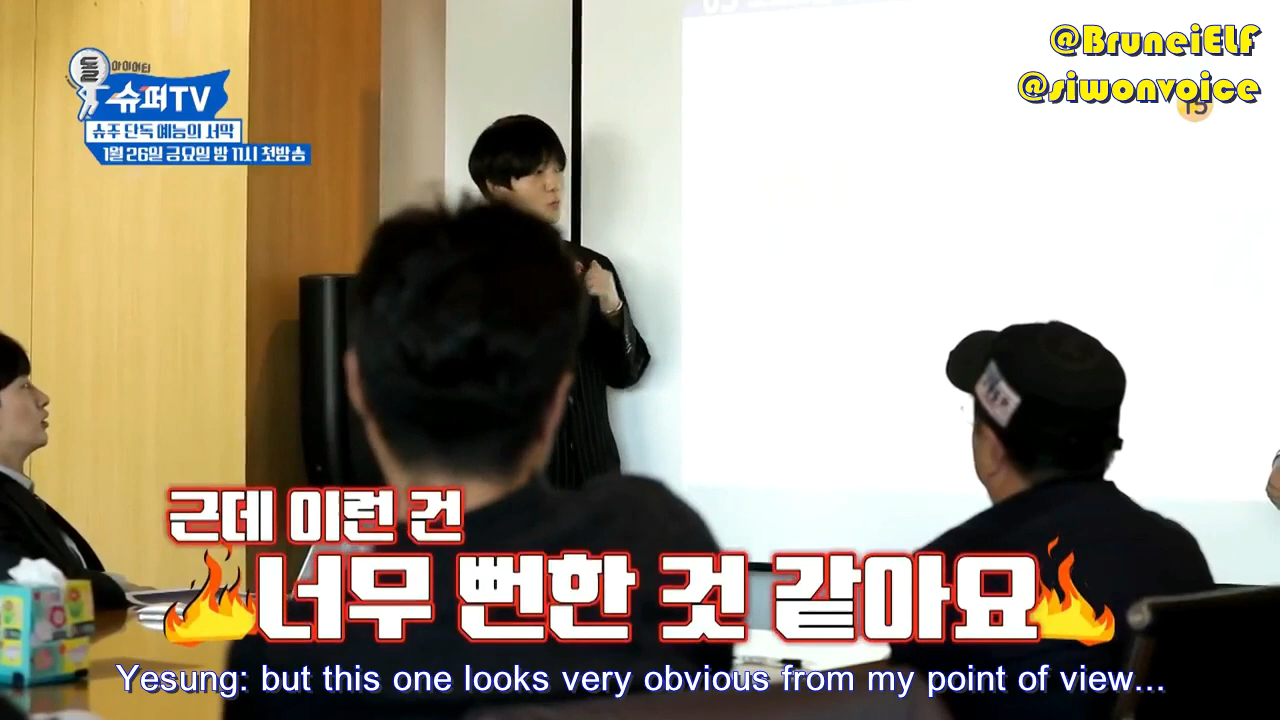 @BruneiELF
@siwonvoice
15
돌
아이어티
슈퍼TV
슈주 단독 예능의 서막
1월 26일 금요일 밤 11시 첫방송
근데 이런 건
너무 뻔한 것 같아요
Yesung: but this one looks very obvious from my point of view...